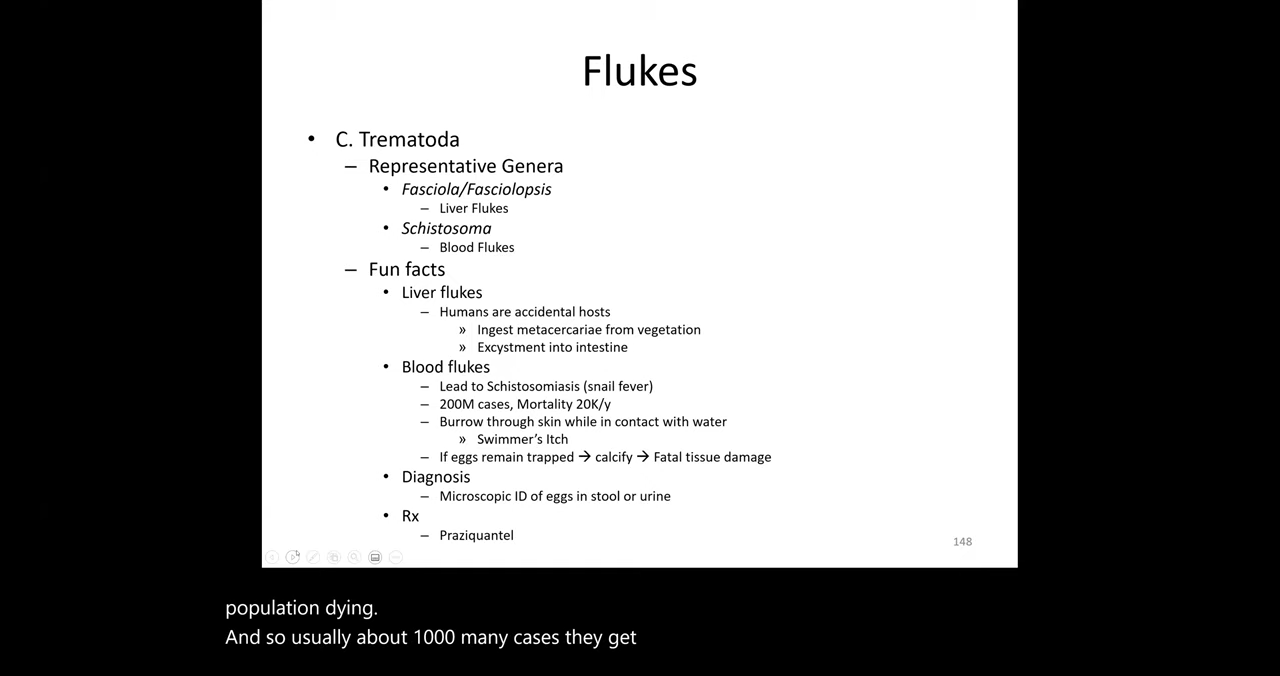 Flukes
• C. Trematoda
– Representative Genera
• Fasciola/Fasciolopsis
– Liver Flukes
• Schistosoma
– Blood Flukes
– Fun facts
• Liver flukes
– Humans are accidental hosts
» Ingest metacercariae from vegetation
» Excystment into intestine
• Blood flukes
– Lead to Schistosomiasis (snail fever)
– 200M cases, Mortality 20K/y
– Burrow through skin while in contact with water
» Swimmer's Itch
– If eggs remain trapped → calcify → Fatal tissue damage
• Diagnosis
– Microscopic ID of eggs in stool or urine
• Rx
– Praziquantel
148
population dying.
And so usually about 1000 many cases they get